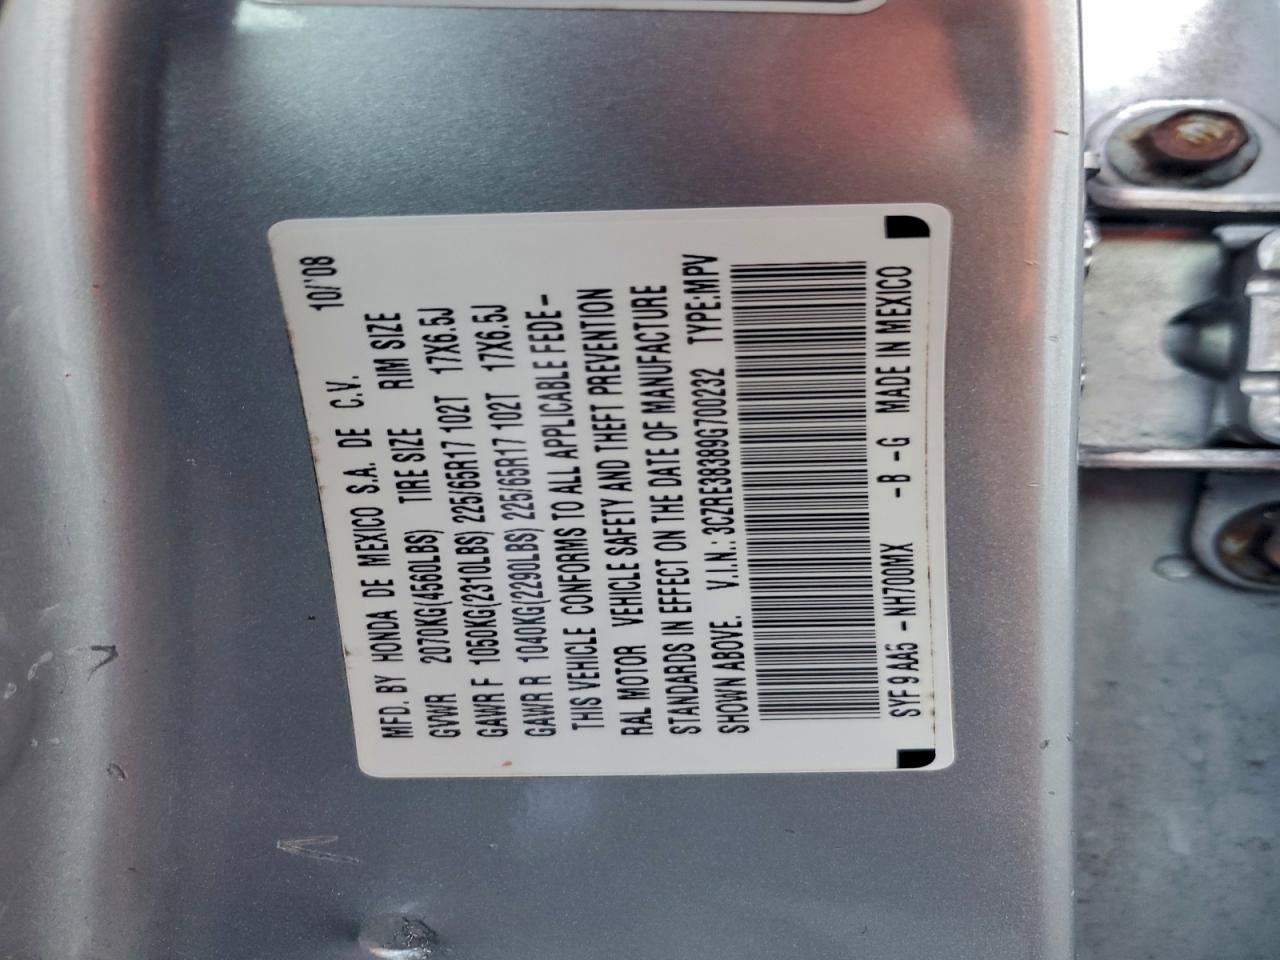 MFD. BY HONDA DE MEXICO S.A. DE C.V. 10/'08
GVWR 2070KG(4560LBS) TIRE SIZE RIM SIZE
GAWR F 1050KG(2310LBS) 225/65R17 102T 17X6.5J
GAWR R 1040KG(2290LBS) 225/65R17 102T 17X6.5J
THIS VEHICLE CONFORMS TO ALL APPLICABLE FEDE-
RAL MOTOR VEHICLE SAFETY AND THEFT PREVENTION
STANDARDS IN EFFECT ON THE DATE OF MANUFACTURE
SHOWN ABOVE. V.I.N.: 3CZRE38389G700232 TYPE:MPV
SYF 9 AA5 -NH700MX -B -G MADE IN MEXICO